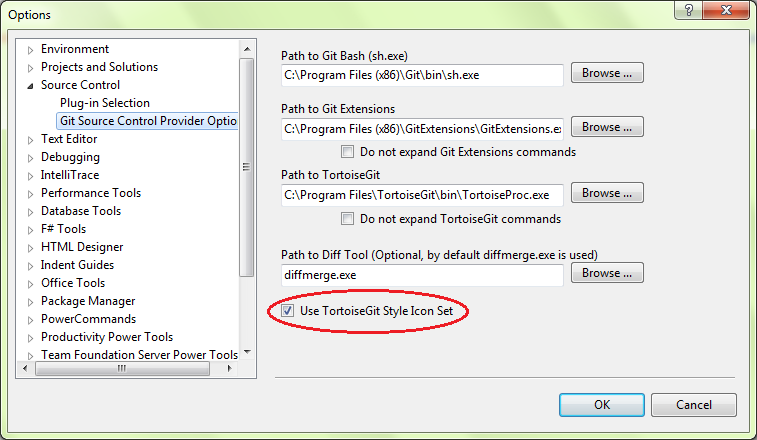 Options
Environment
Projects and Solutions
Source Control
Plug-in Selection
Git Source Control Provider Optio
Text Editor
Debugging
IntelliTrace
Performance Tools
Database Tools
F# Tools
HTML Designer
Indent Guides
Office Tools
Package Manager
PowerCommands
Productivity Power Tools
Team Foundation Server Power Tools
Path to Git Bash (sh.exe)
C:\Program Files (x86)\Git\bin\sh.exe
Browse ...
Path to Git Extensions
C:\Program Files (x86)\GitExtensions\GitExtensions.ex
Browse ...
Do not expand Git Extensions commands
Path to TortoiseGit
C:\Program Files\TortoiseGit\bin\TortoiseProc.exe
Browse ...
Do not expand TortoiseGit commands
Path to Diff Tool (Optional, by default diffmerge.exe is used)
diffmerge.exe
Browse ...
Use TortoiseGit Style Icon Set
OK
Cancel